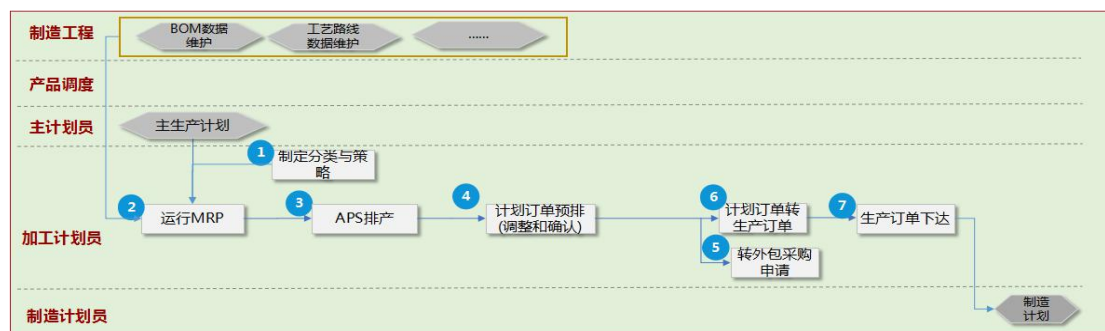 制造工程
BOM数据
维护
工艺路线
数据维护
……
产品调度
主计划员
主生产计划
1
制定分类与策
略
2
运行MRP
3
APS排产
4
计划订单预排
(调整和确认)
6
计划订单转
生产订单
7
生产订单下达
加工计划员
5
转外包采购
申请
制造计划员
制造
计划